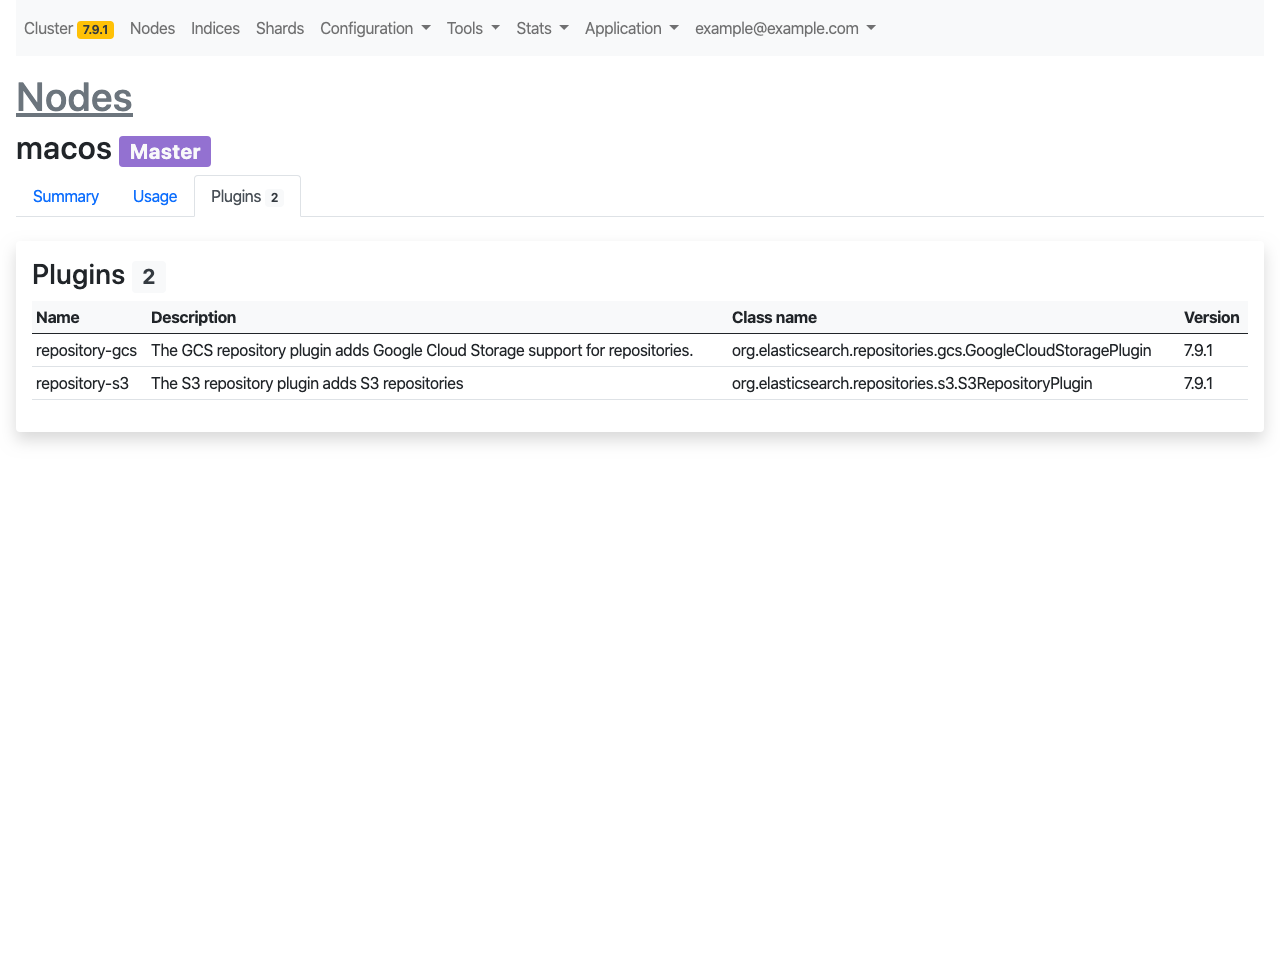 Cluster 7.9.1 Nodes Indices Shards Configuration Tools Stats Application example@example.com
Nodes
macos Master
Summary Usage Plugins 2
Plugins 2
Name Description Class name Version
repository-gcs The GCS repository plugin adds Google Cloud Storage support for repositories. org.elasticsearch.repositories.gcs.GoogleCloudStoragePlugin 7.9.1
repository-s3 The S3 repository plugin adds S3 repositories org.elasticsearch.repositories.s3.S3RepositoryPlugin 7.9.1